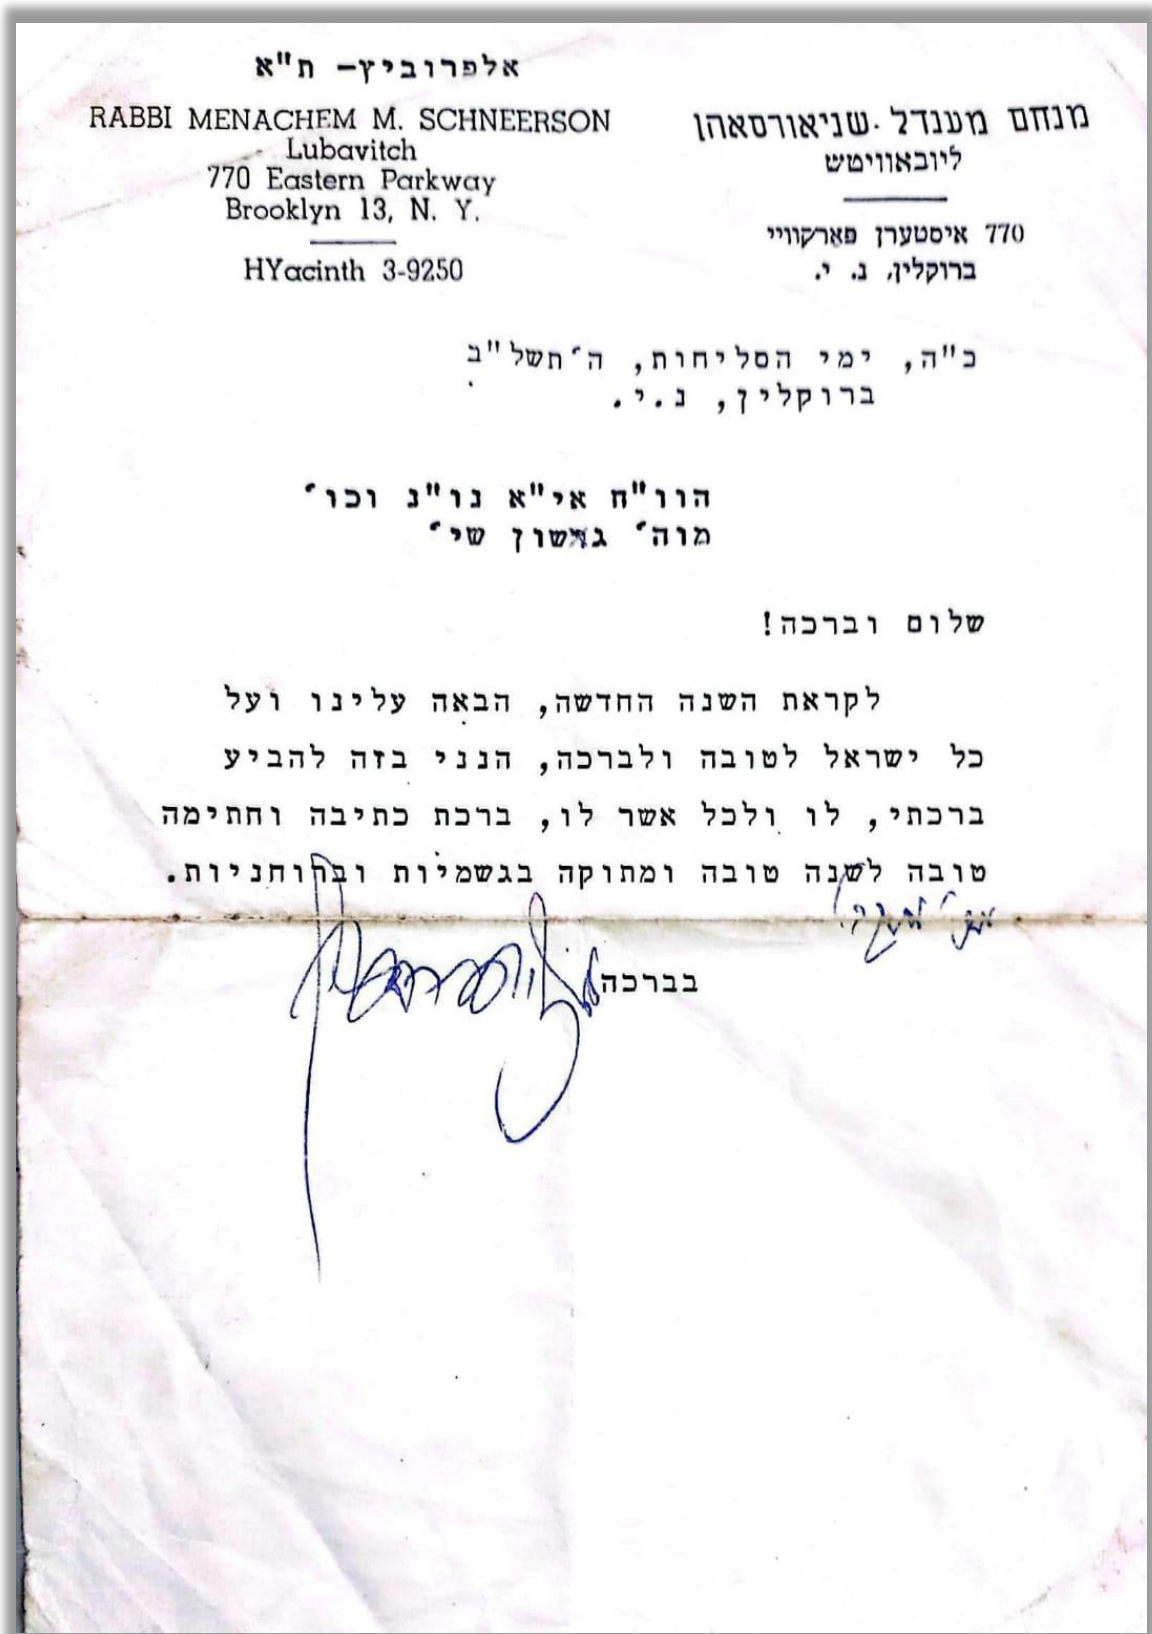 אלפרוביץ- ת"א
RABBI MENACHEM M. SCHNEERSON
Lubavitch
770 Eastern Parkway
Brooklyn 13, N. Y.
HYacinth 3-9250
מנחם מענדל שניאורסאהן
ליובאוויטש
770 איסטערן פארקוויי
ברוקלין, נ. י.
כ"ה, ימי הסליחות, ה'תשל"ב
ברוקלין, נ.י.
הוו"ח אי"א נו"נ וכו'
מוה' גרשון שי'
שלום וברכה!
לקראת השנה החדשה, הבאה עלינו ועל
כל ישראל לטובה ולברכה, הנני בזה להביע
ברכתי, לו ולכל אשר לו, ברכת כתיבה וחתימה
טובה לשנה טובה ומתוקה בגשמיות וברוחניות.
בברכה